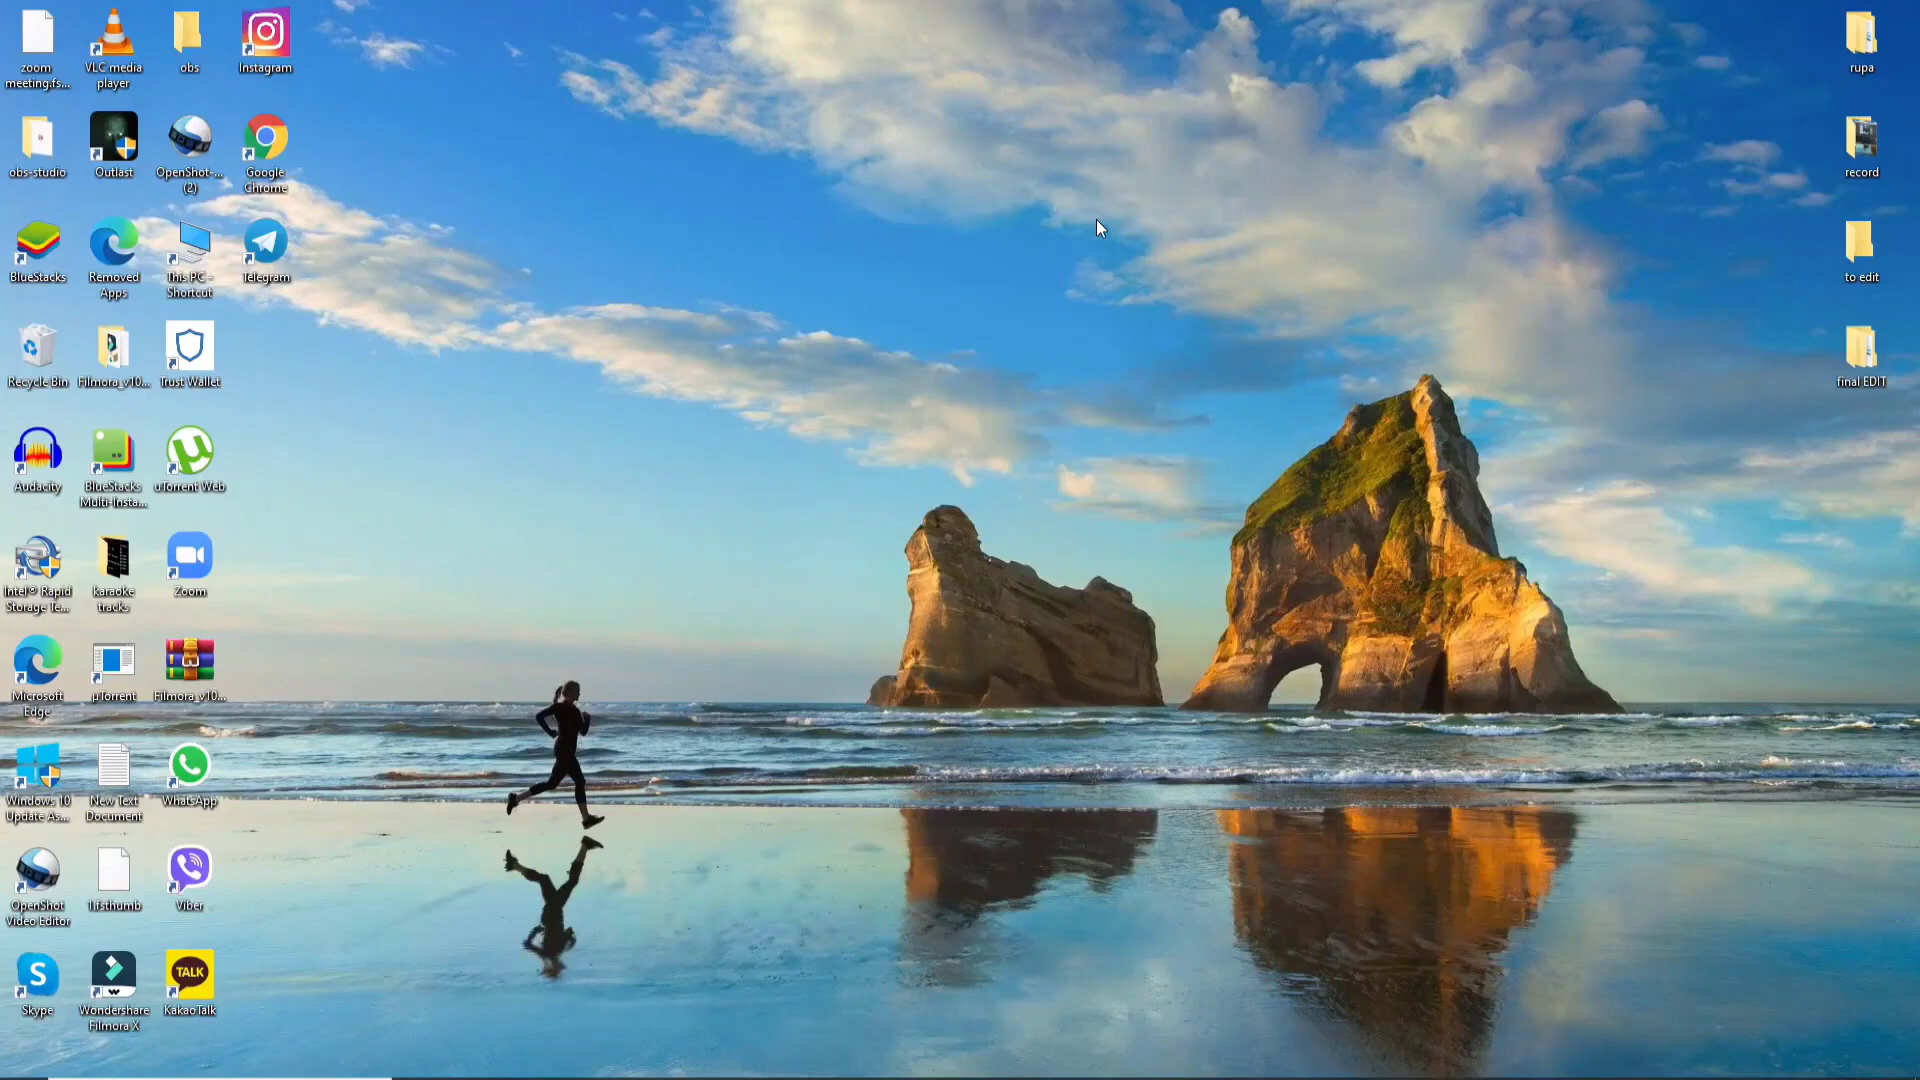 zoom
meeting.fs...
VLC media
player
obs
Instagram
obs-studio
Outlast
OpenShot-...
(2)
Google
Chrome
BlueStacks
Removed
Apps
This PC -
Shortcut
Telegram
Recycle Bin
Filmora_v10...
Trust Wallet
Audacity
BlueStacks
Multi-Insta...
uTorrent Web
Intel® Rapid
Storage Te...
karaoke
tracks
Zoom
Microsoft
Edge
µTorrent
Filmora_v10...
Windows 10
Update As...
New Text
Document
WhatsApp
OpenShot
Video Editor
1.fsthumb
Viber
S
Skype
Wondershare
Filmora X
TALK
KakaoTalk
rupa
record
to edit
final EDIT